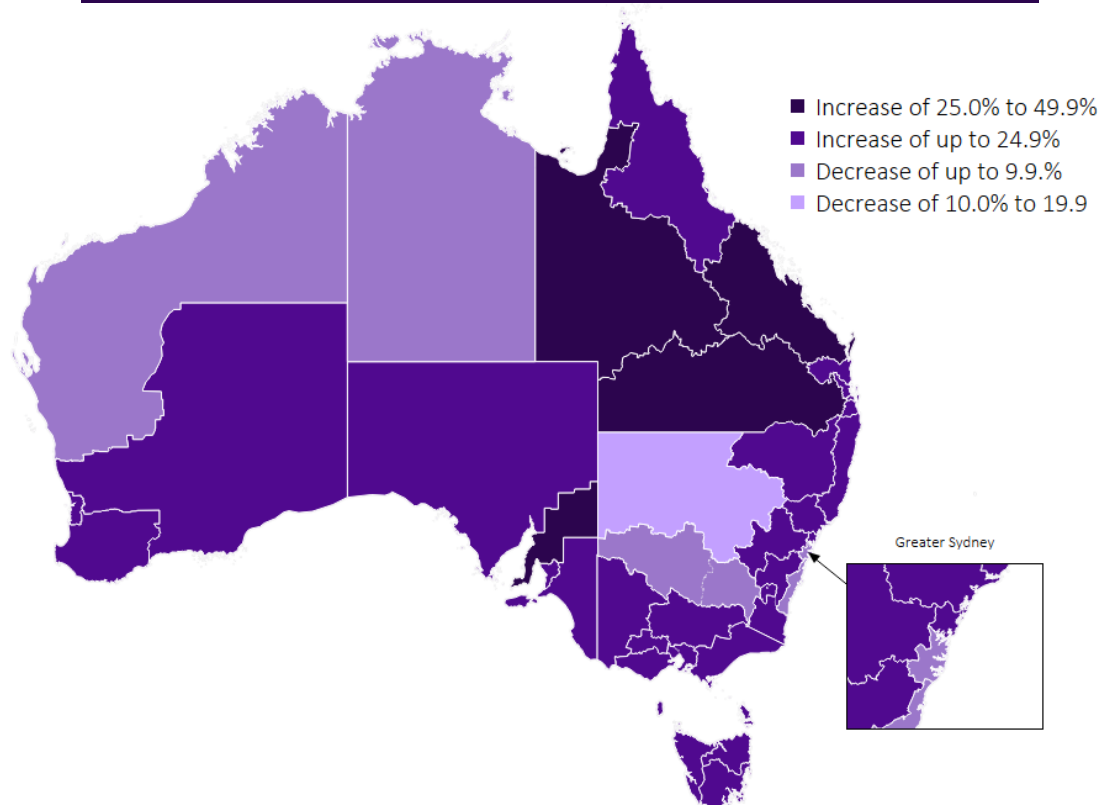 Increase of 25.0% to 49.9%
Increase of up to 24.9%
Decrease of up to 9.9.%
Decrease of 10.0% to 19.9
Greater Sydney